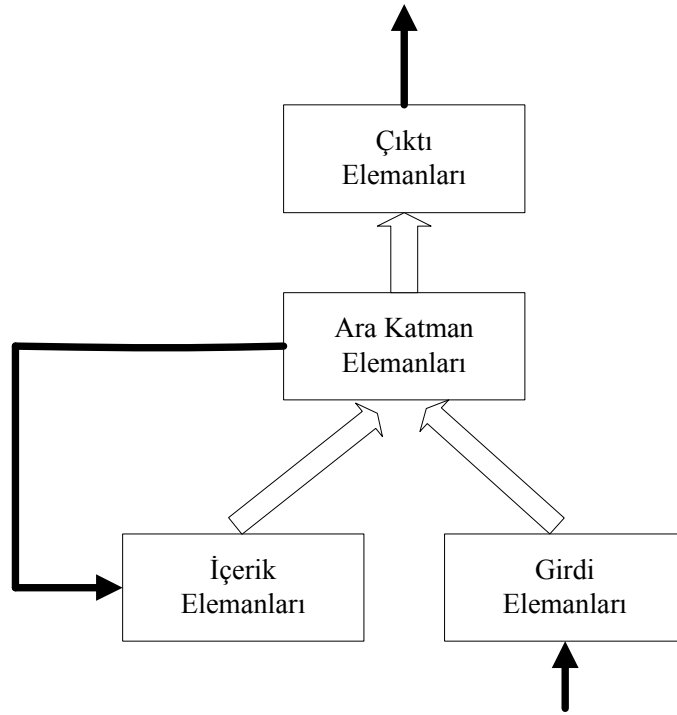 Çıktı
Elemanları
Ara Katman
Elemanları
İçerik
Elemanları
Girdi
Elemanları